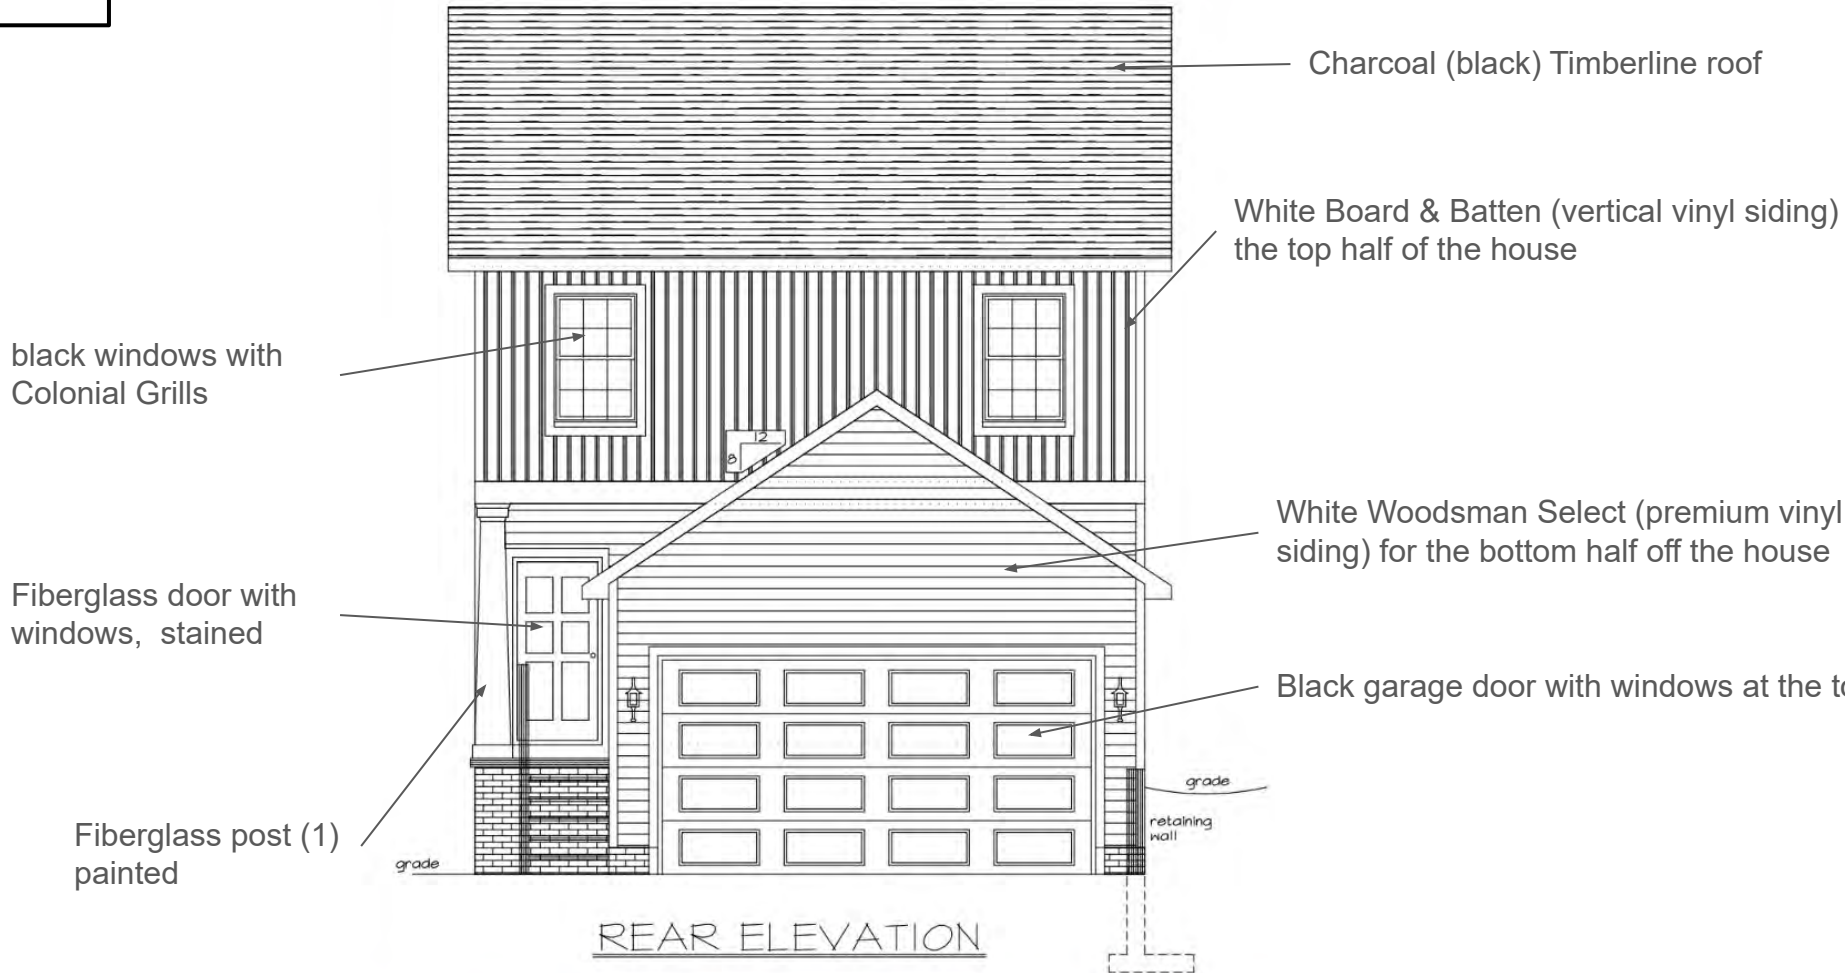 Charcoal (black) Timberline roof
White Board & Batten (vertical vinyl siding)
the top half of the house
black windows with
Colonial Grills
12
8
White Woodsman Select (premium vinyl
siding) for the bottom half off the house
Fiberglass door with
windows, stained
Black garage door with windows at the
grade
retaining
wall
Fiberglass post (1)
painted
grade
REAR ELEVATION